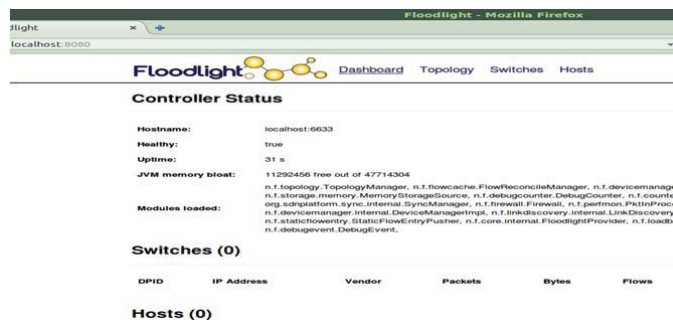 Floodlight - Mozilla Firefox
dlight
localhost:8080
Floodlight Dashboard Topology Switches Hosts
Controller Status
Hostname: localhost:6633
Healthy: true
Uptime: 31 s
JVM memory bloat: 11292456 free out of 47714304
Modules loaded: n.f.topology.TopologyManager, n.f.flowcache.FlowReconcileManager, n.f.devicemanage
n.f.storage.memory.MemoryStorageSource, n.f.debugcounter.DebugCounter, n.f.counte
org.sdnplatform.sync.internal.SyncManager, n.f.firewall.Firewall, n.f.perfmon.PktInProc
n.f.devicemanager.internal.DeviceManagerImpl, n.f.linkdiscovery.internal.LinkDiscovery
n.f.staticflowentry.StaticFlowEntryPusher, n.f.core.internal.FloodlightProvider, n.f.loadb
n.f.debugevent.DebugEvent,
Switches (0)
DPID IP Address Vendor Packets Bytes Flows
Hosts (0)